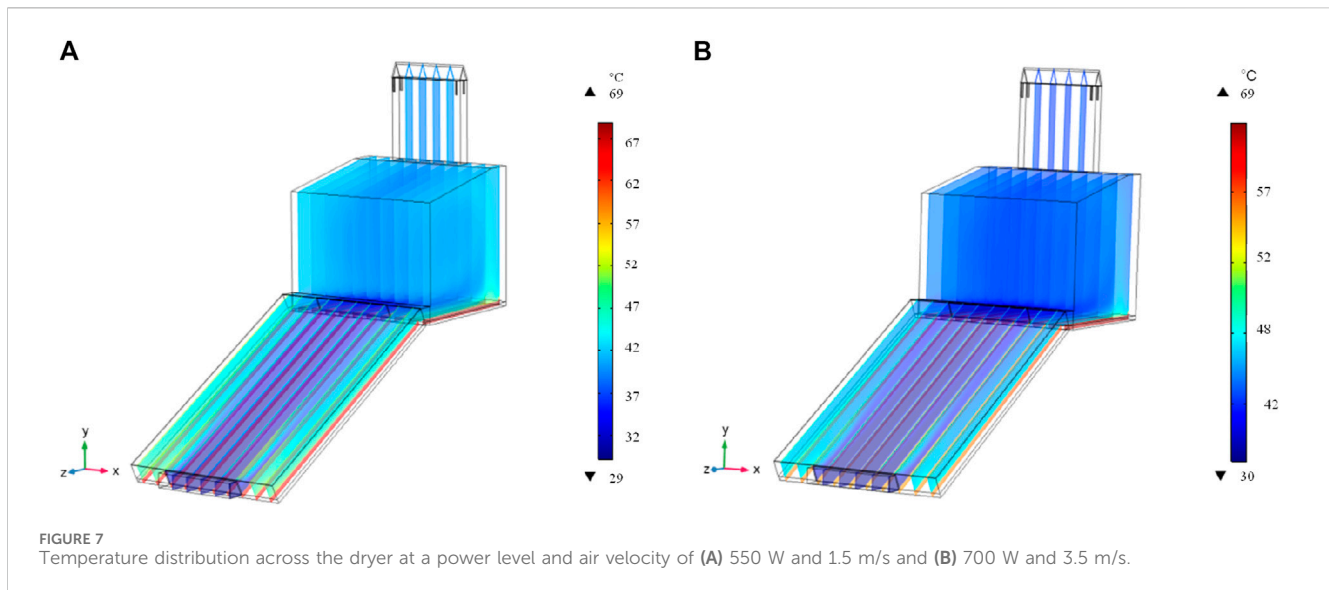 A
B
°C
▲ 69
67
62
57
52
47
42
37
32
▼ 29
y
z
x
°C
▲ 69
57
52
48
42
▼ 30
y
z
x
FIGURE 7
Temperature distribution across the dryer at a power level and air velocity of (A) 550 W and 1.5 m/s and (B) 700 W and 3.5 m/s.